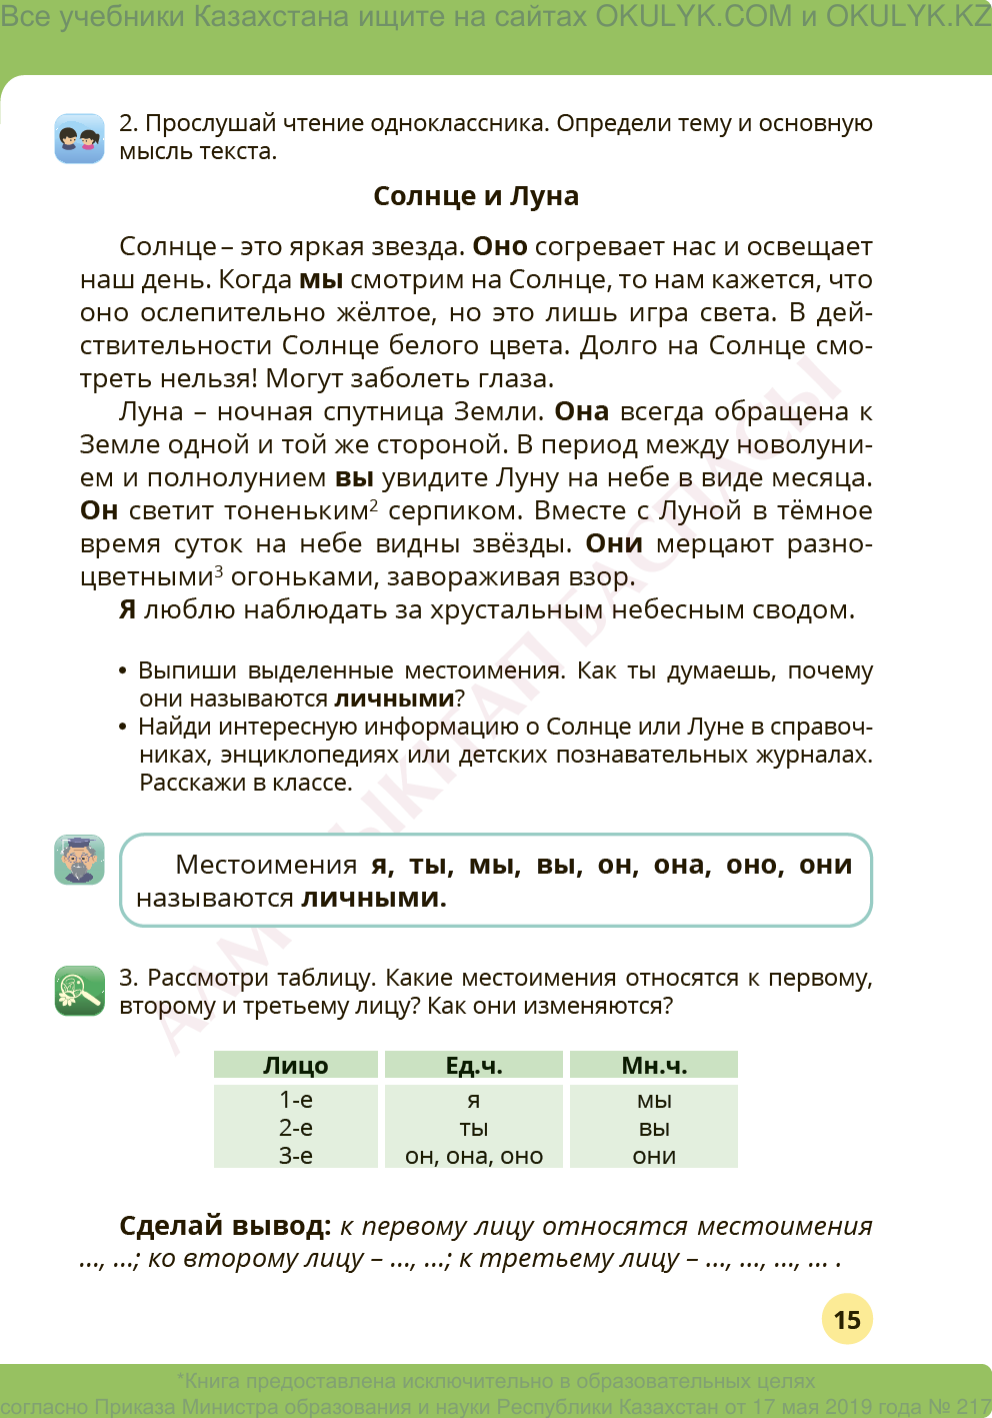 Все учебники Казахстана ищите на сайтах OKULYK.COM и OKULYK.KZ
2. Прослушай чтение одноклассника. Определи тему и основную
мысль текста.
Солнце и Луна
Солнце – это яркая звезда. Оно согревает нас и освещает
наш день. Когда мы смотрим на Солнце, то нам кажется, что
оно ослепительно жёлтое, но это лишь игра света. В дей-
ствительности Солнце белого цвета. Долго на Солнце смо-
треть нельзя! Могут заболеть глаза.
Луна – ночная спутница Земли. Она всегда обращена к
Земле одной и той же стороной. В период между новолуни-
ем и полнолунием вы увидите Луну на небе в виде месяца.
Он светит тоненьким² серпиком. Вместе с Луной в тёмное
время суток на небе видны звёзды. Они мерцают разно-
цветными³ огоньками, завораживая взор.
Я люблю наблюдать за хрустальным небесным сводом.
• Выпиши выделенные местоимения. Как ты думаешь, почему
они называются личными?
• Найди интересную информацию о Солнце или Луне в справоч-
никах, энциклопедиях или детских познавательных журналах.
Расскажи в классе.
Местоимения я, ты, мы, вы, он, она, оно, они
называются личными.
3. Рассмотри таблицу. Какие местоимения относятся к первому,
второму и третьему лицу? Как они изменяются?
Лицо Ед.ч. Мн.ч.
1-е я мы
2-е ты вы
3-е он, она, оно они
Сделай вывод: к первому лицу относятся местоимения
..., ...; ко второму лицу – ..., ...; к третьему лицу – ..., ..., ..., ... .
15
*Книга предоставлена исключительно в образовательных целях
согласно Приказа Министра образования и науки Республики Казахстан от 17 мая 2019 года № 217